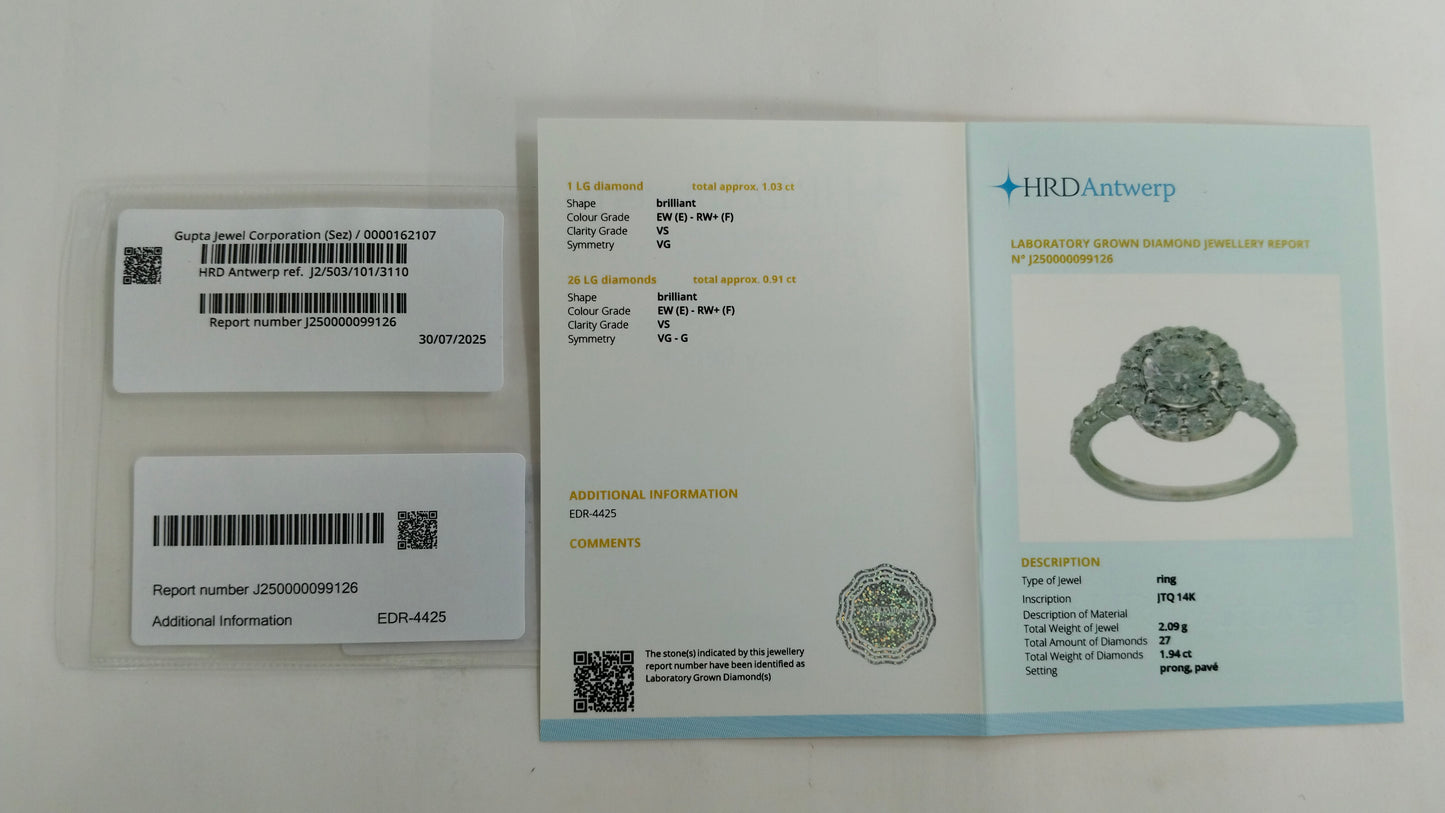 Gupta Jewel Corporation (Sez) / 0000162107
HRD Antwerp ref. J2/503/101/3110
Report number J250000099126
30/07/2025
Report number J250000099126
Additional Information EDR-4425
1 LG diamond total approx. 1.03 ct
Shape brilliant
Colour Grade EW (E) - RW+ (F)
Clarity Grade VS
Symmetry VG
26 LG diamonds total approx. 0.91 ct
Shape brilliant
Colour Grade EW (E) - RW+ (F)
Clarity Grade VS
Symmetry VG - G
ADDITIONAL INFORMATION
EDR-4425
COMMENTS
The stone(s) indicated by this jewellery
report number have been identified as
Laboratory Grown Diamond(s)
HRDAntwerp
LABORATORY GROWN DIAMOND JEWELLERY REPORT
N° J250000099126
DESCRIPTION
Type of Jewel ring
Inscription JTQ 14K
Description of Material
Total Weight of Jewel 2.09 g
Total Amount of Diamonds 27
Total Weight of Diamonds 1.94 ct
Setting prong, pavé